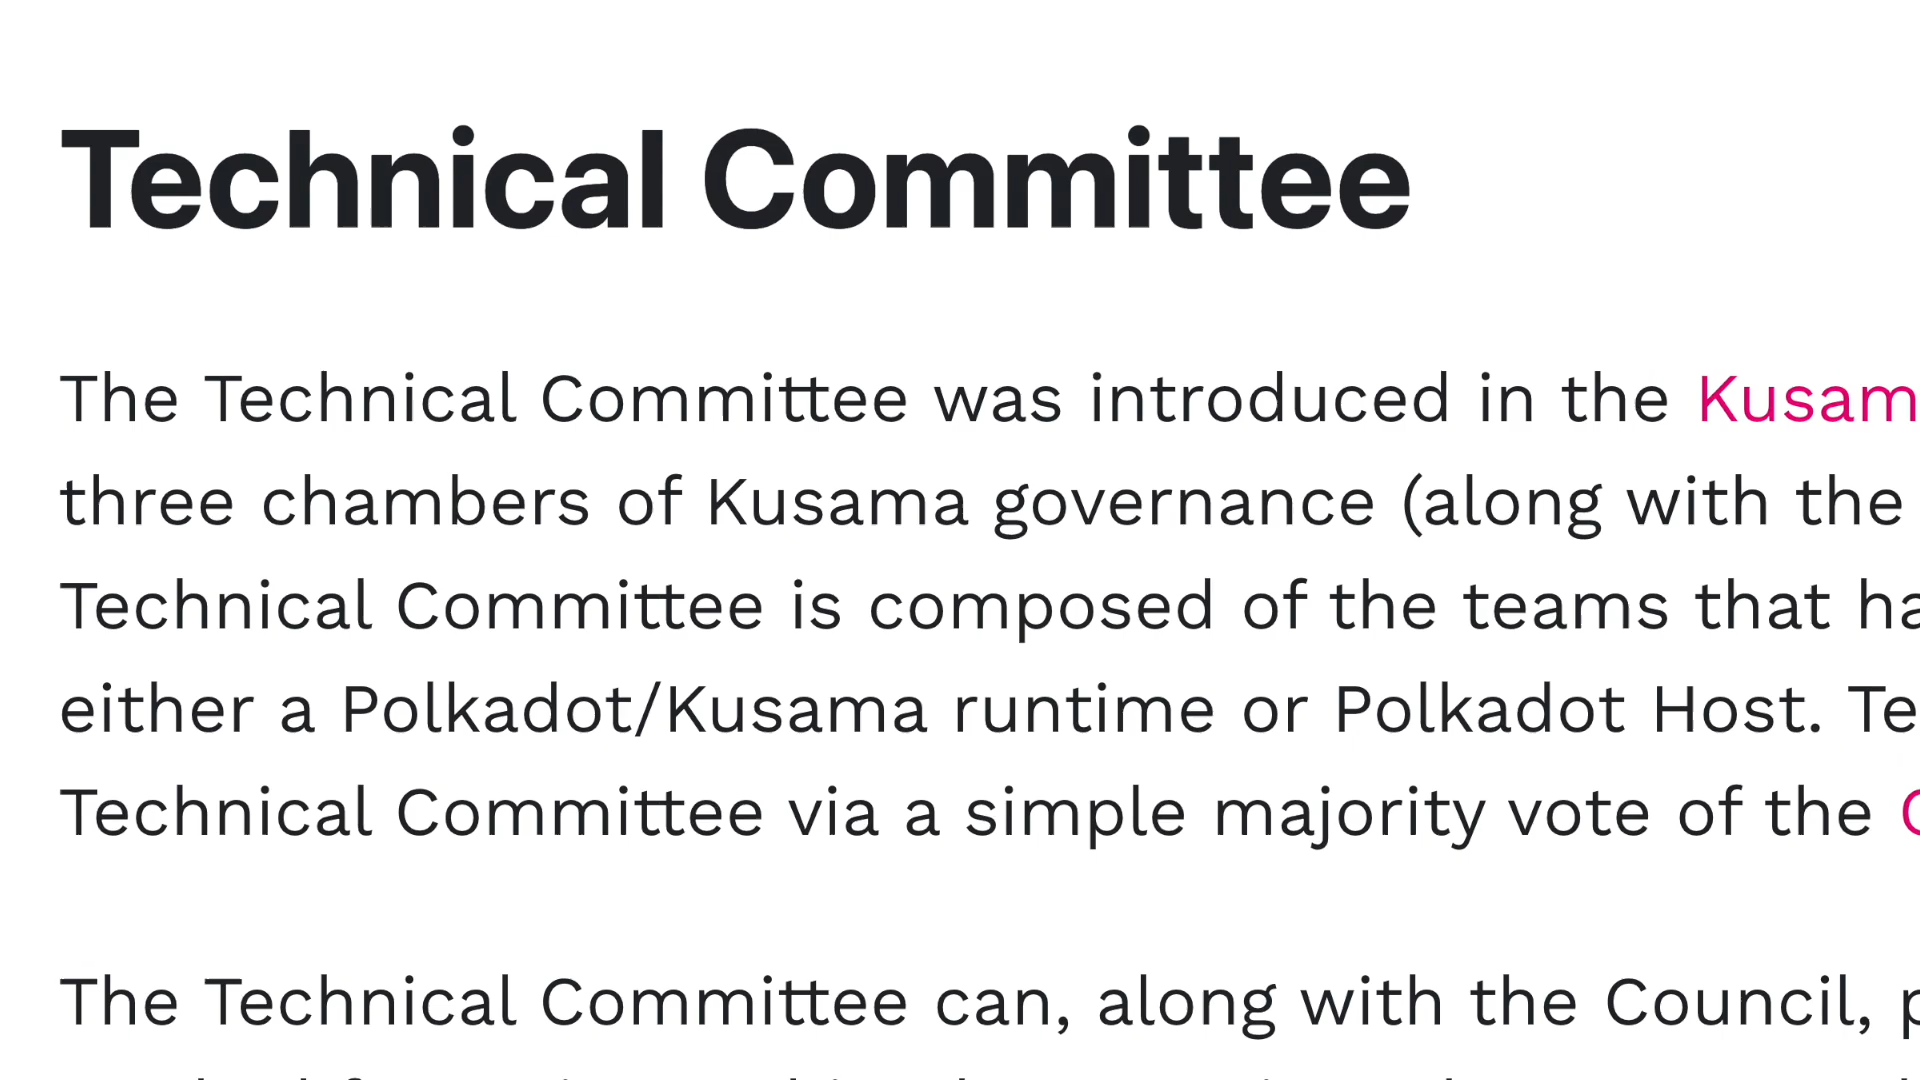 Technical Committee
The Technical Committee was introduced in the Kusam
three chambers of Kusama governance (along with the
Technical Committee is composed of the teams that ha
either a Polkadot/Kusama runtime or Polkadot Host. Te
Technical Committee via a simple majority vote of the
The Technical Committee can, along with the Council, p